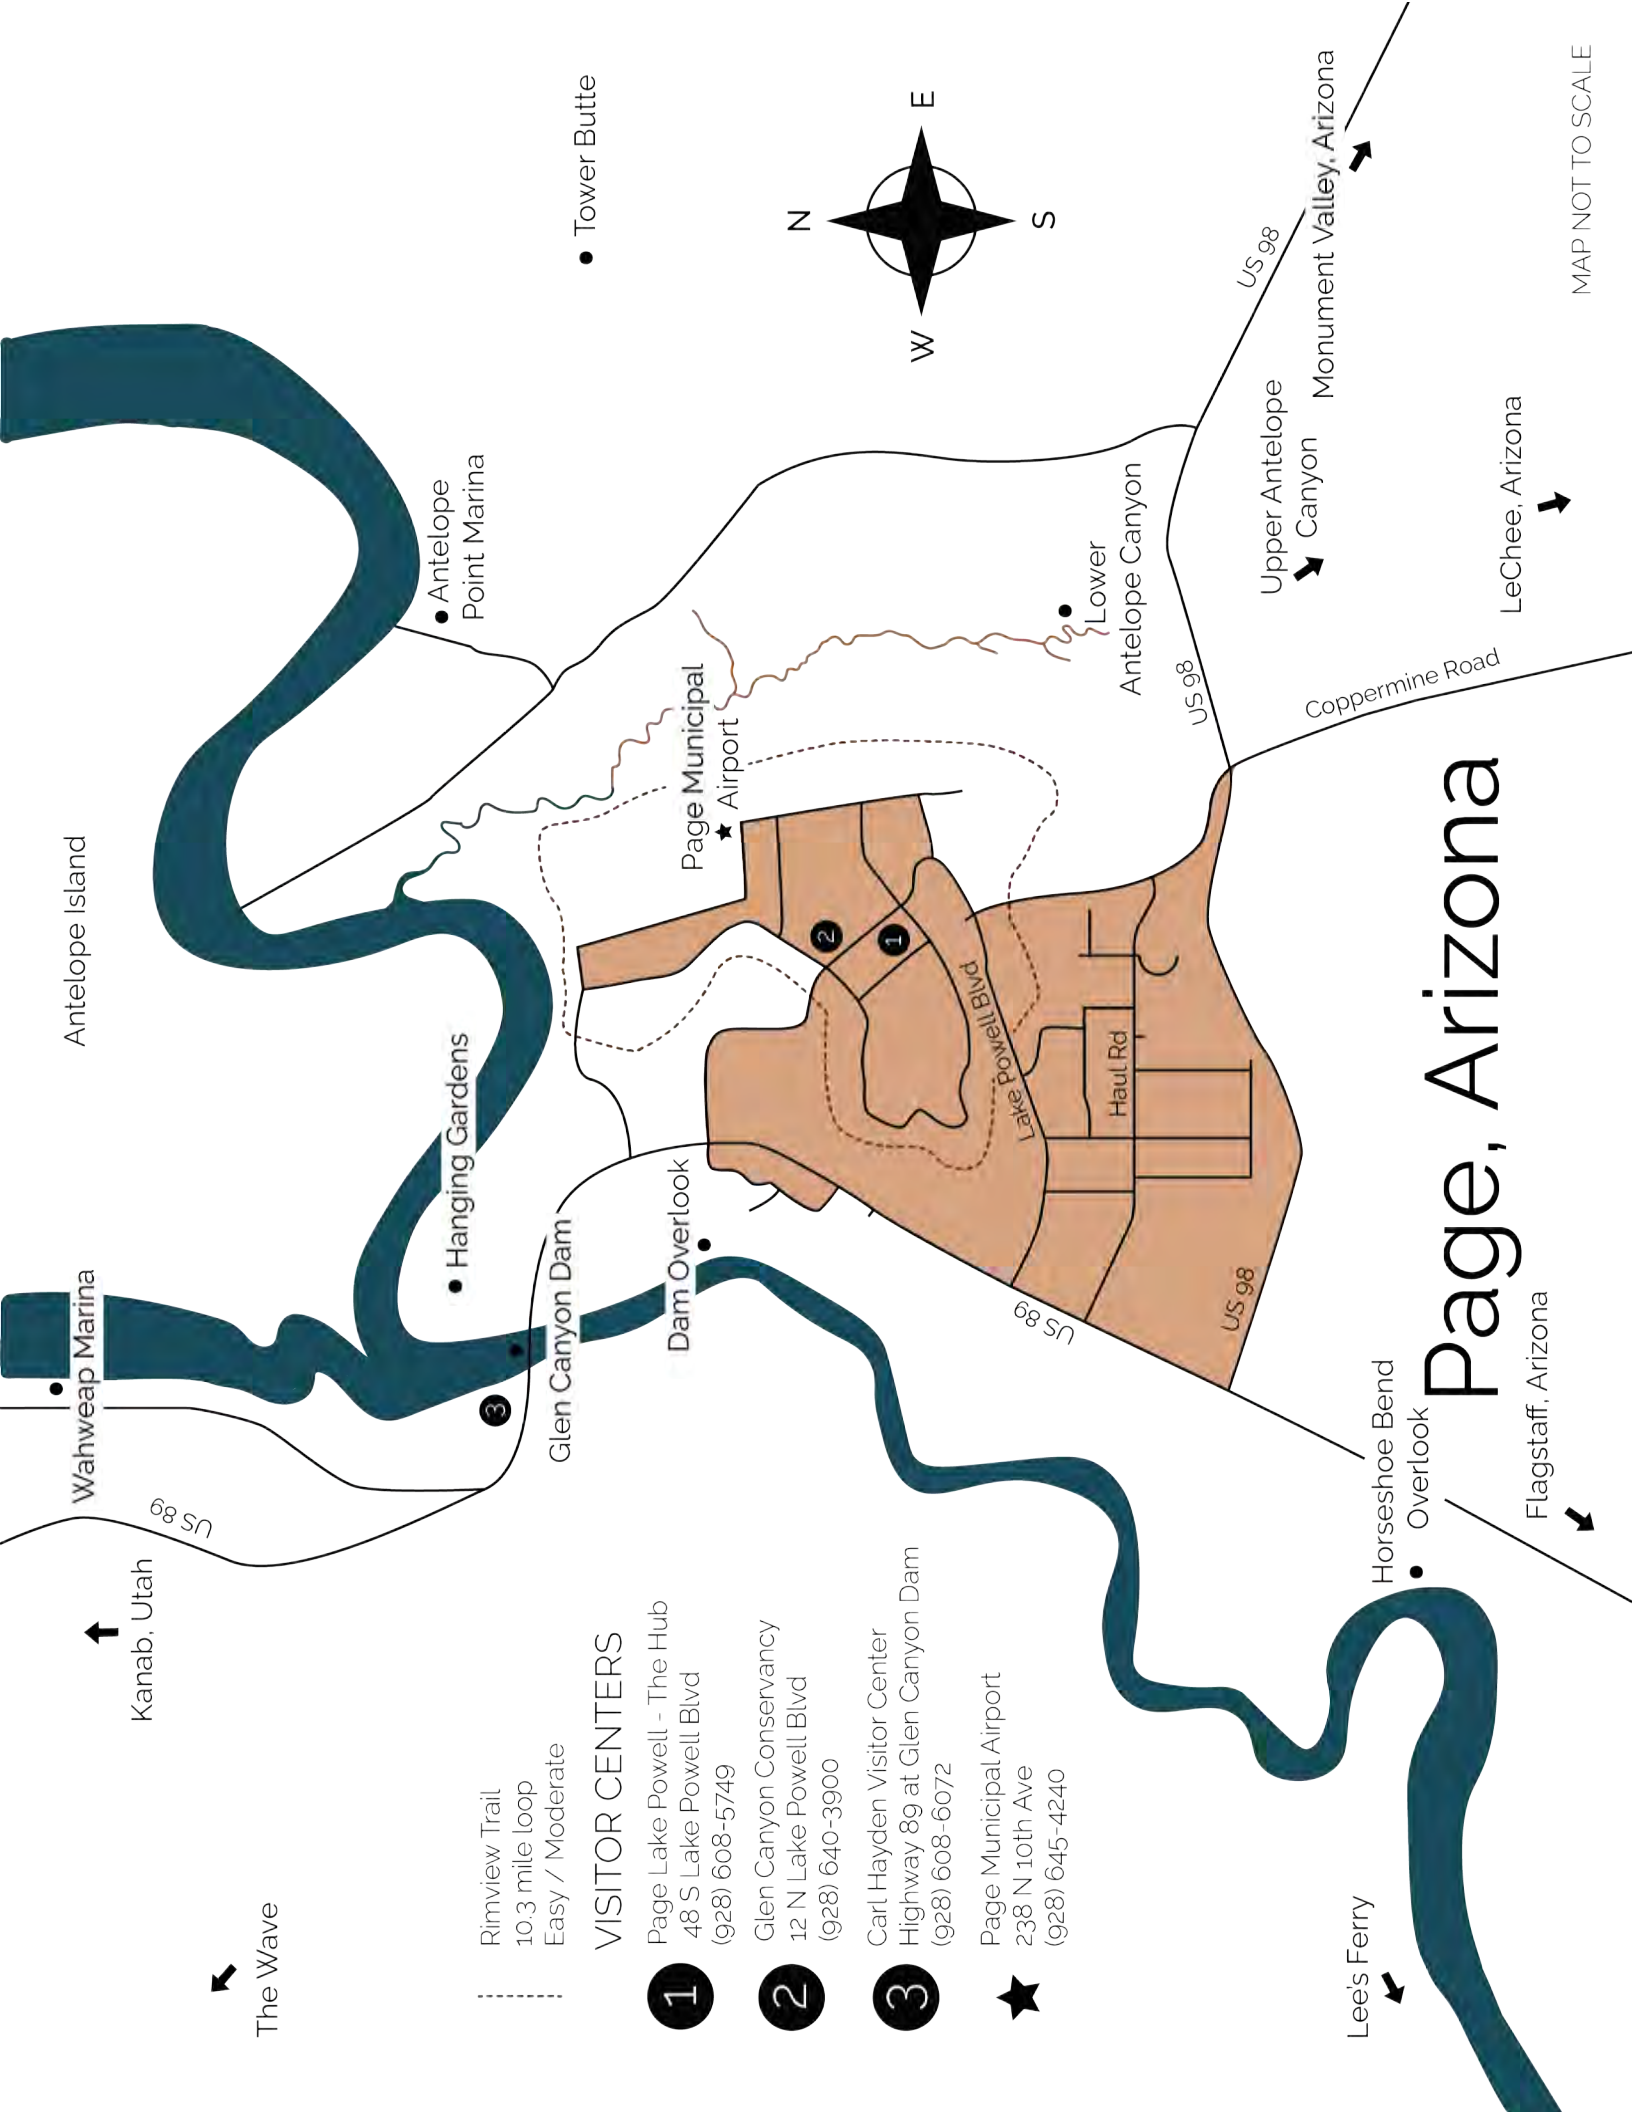 The Wave
Kanab, Utah
US 89
Wahweap Marina
Antelope Island
Rimview Trail
10.3 mile loop
Easy / Moderate
VISITOR CENTERS
1
Page Lake Powell - The Hub
48 S Lake Powell Blvd
(928) 608-5749
2
Glen Canyon Conservancy
12 N Lake Powell Blvd
(928) 640-3900
3
Carl Hayden Visitor Center
Highway 89 at Glen Canyon Dam
(928) 608-6072
Page Municipal Airport
238 N 10th Ave
(928) 645-4240
3
Glen Canyon Dam
Hanging Gardens
Dam Overlook
Antelope
Point Marina
Tower Butte
N
W
E
S
Page Municipal
Airport
2
1
Lake Powell Blvd
Haul Rd
US 89
US 98
Lower
Antelope Canyon
US 98
US 98
Upper Antelope
Canyon
Monument Valley, Arizona
Coppermine Road
LeChee, Arizona
Lee's Ferry
Horseshoe Bend
Overlook
Flagstaff, Arizona
Page, Arizona
MAP NOT TO SCALE